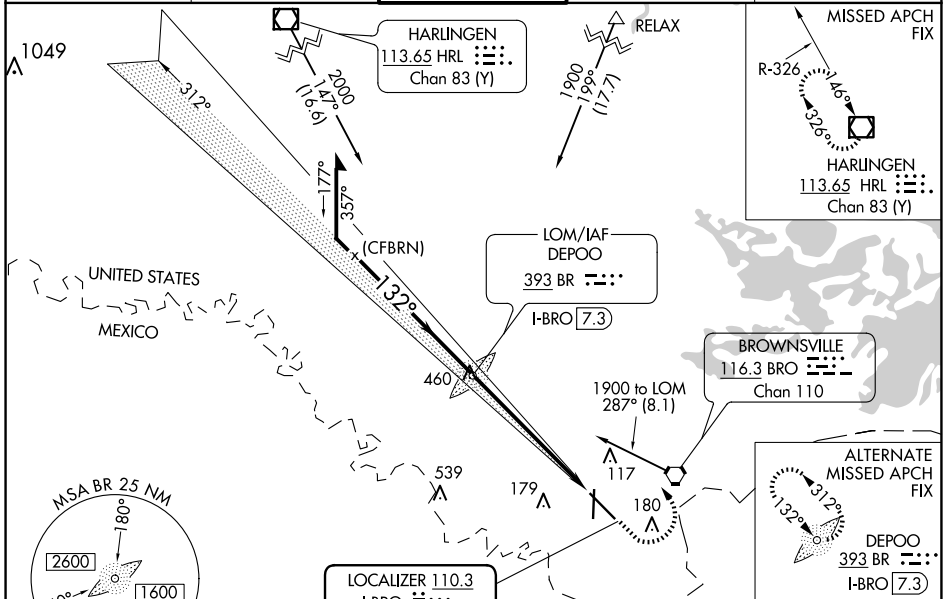 1049
HARLINGEN
113.65 HRL
Chan 83 (Y)
2000
147°
(16.6)
RELAX
1900
199°
(17.7)
MISSED APCH
FIX
R-326
146°
326°
HARLINGEN
113.65 HRL
Chan 83 (Y)
312°
177°
357°
(CFBRN)
132°
LOM/IAF
DEPOO
393 BR
I-BRO 7.3
UNITED STATES
MEXICO
460
BROWNSVILLE
116.3 BRO
Chan 110
1900 to LOM
287° (8.1)
117
539
179
180
ALTERNATE
MISSED APCH
FIX
312°
132°
DEPOO
393 BR
I-BRO 7.3
MSA BR 25 NM
180°
2600
1600
LOCALIZER 110.3
I-BRO